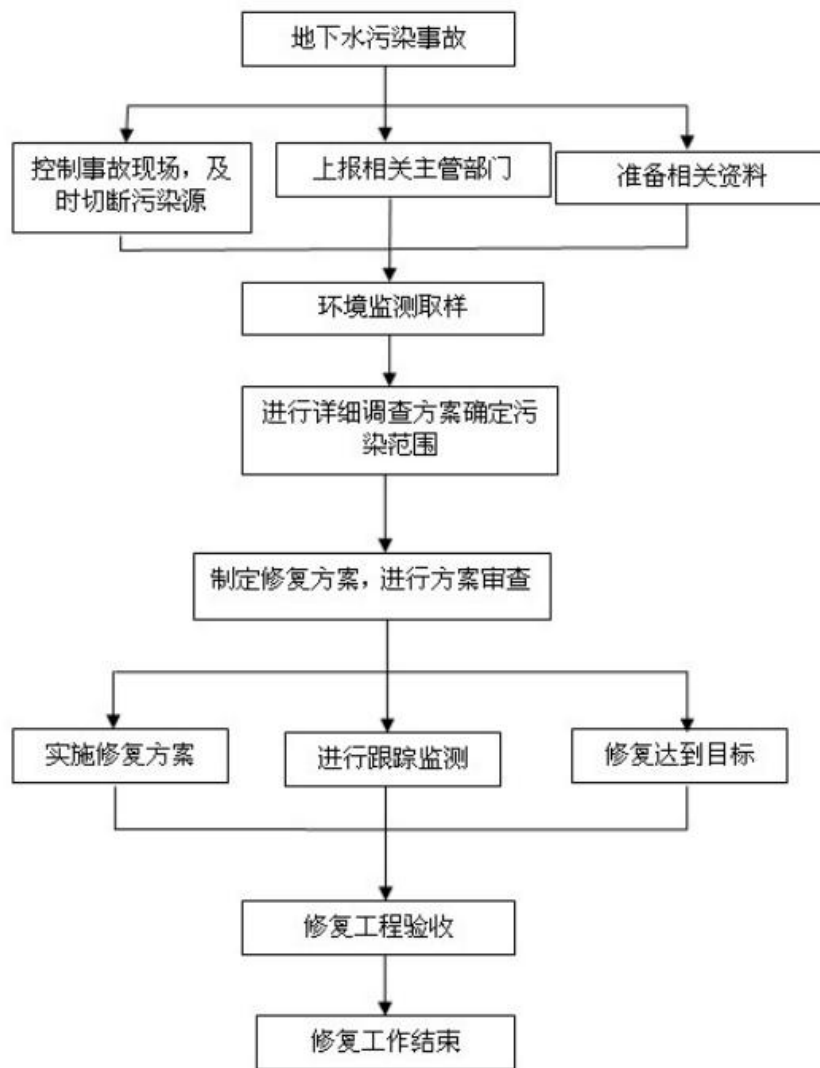 地下水污染事故
控制事故现场，及
时切断污染源
上报相关主管部门
准备相关资料
环境监测取样
进行详细调查方案确定污
染范围
制定修复方案，进行方案审查
实施修复方案
进行跟踪监测
修复达到目标
修复工程验收
修复工作结束